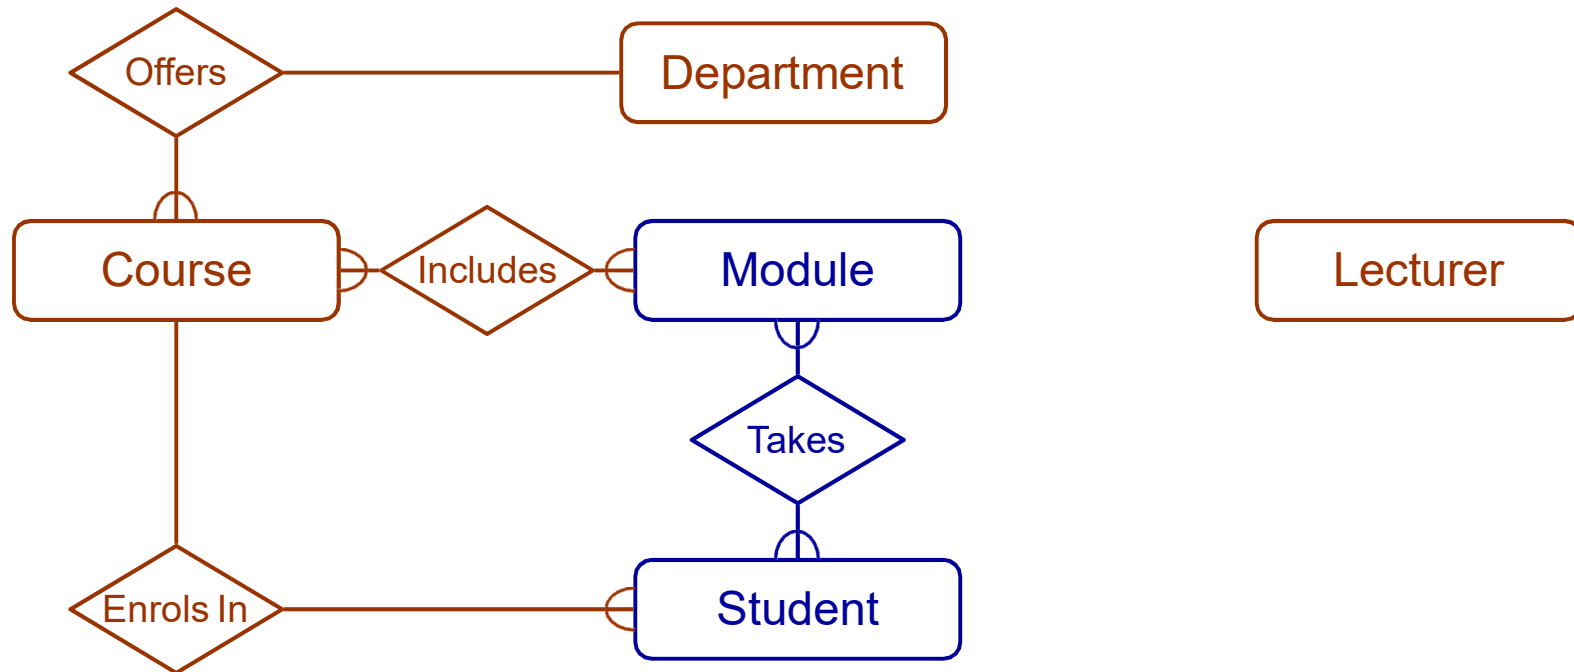 Offers
Department
Course
Includes
Module
Lecturer
Takes
Enrols In
Student